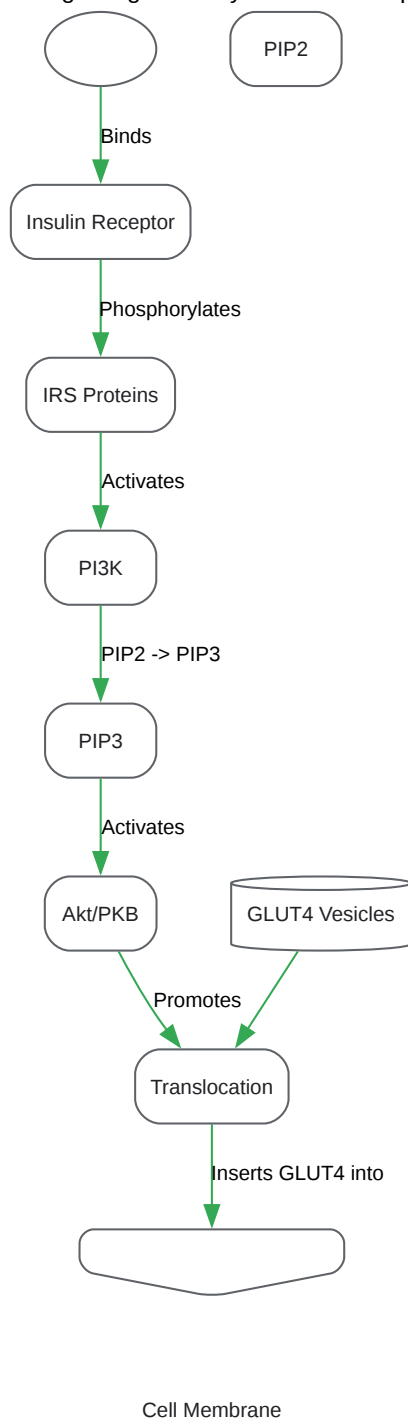 PIP2
Binds
Insulin Receptor
Phosphorylates
IRS Proteins
Activates
PI3K
PIP2 -> PIP3
PIP3
Activates
Akt/PKB
GLUT4 Vesicles
Promotes
Translocation
Inserts GLUT4 into
Cell Membrane